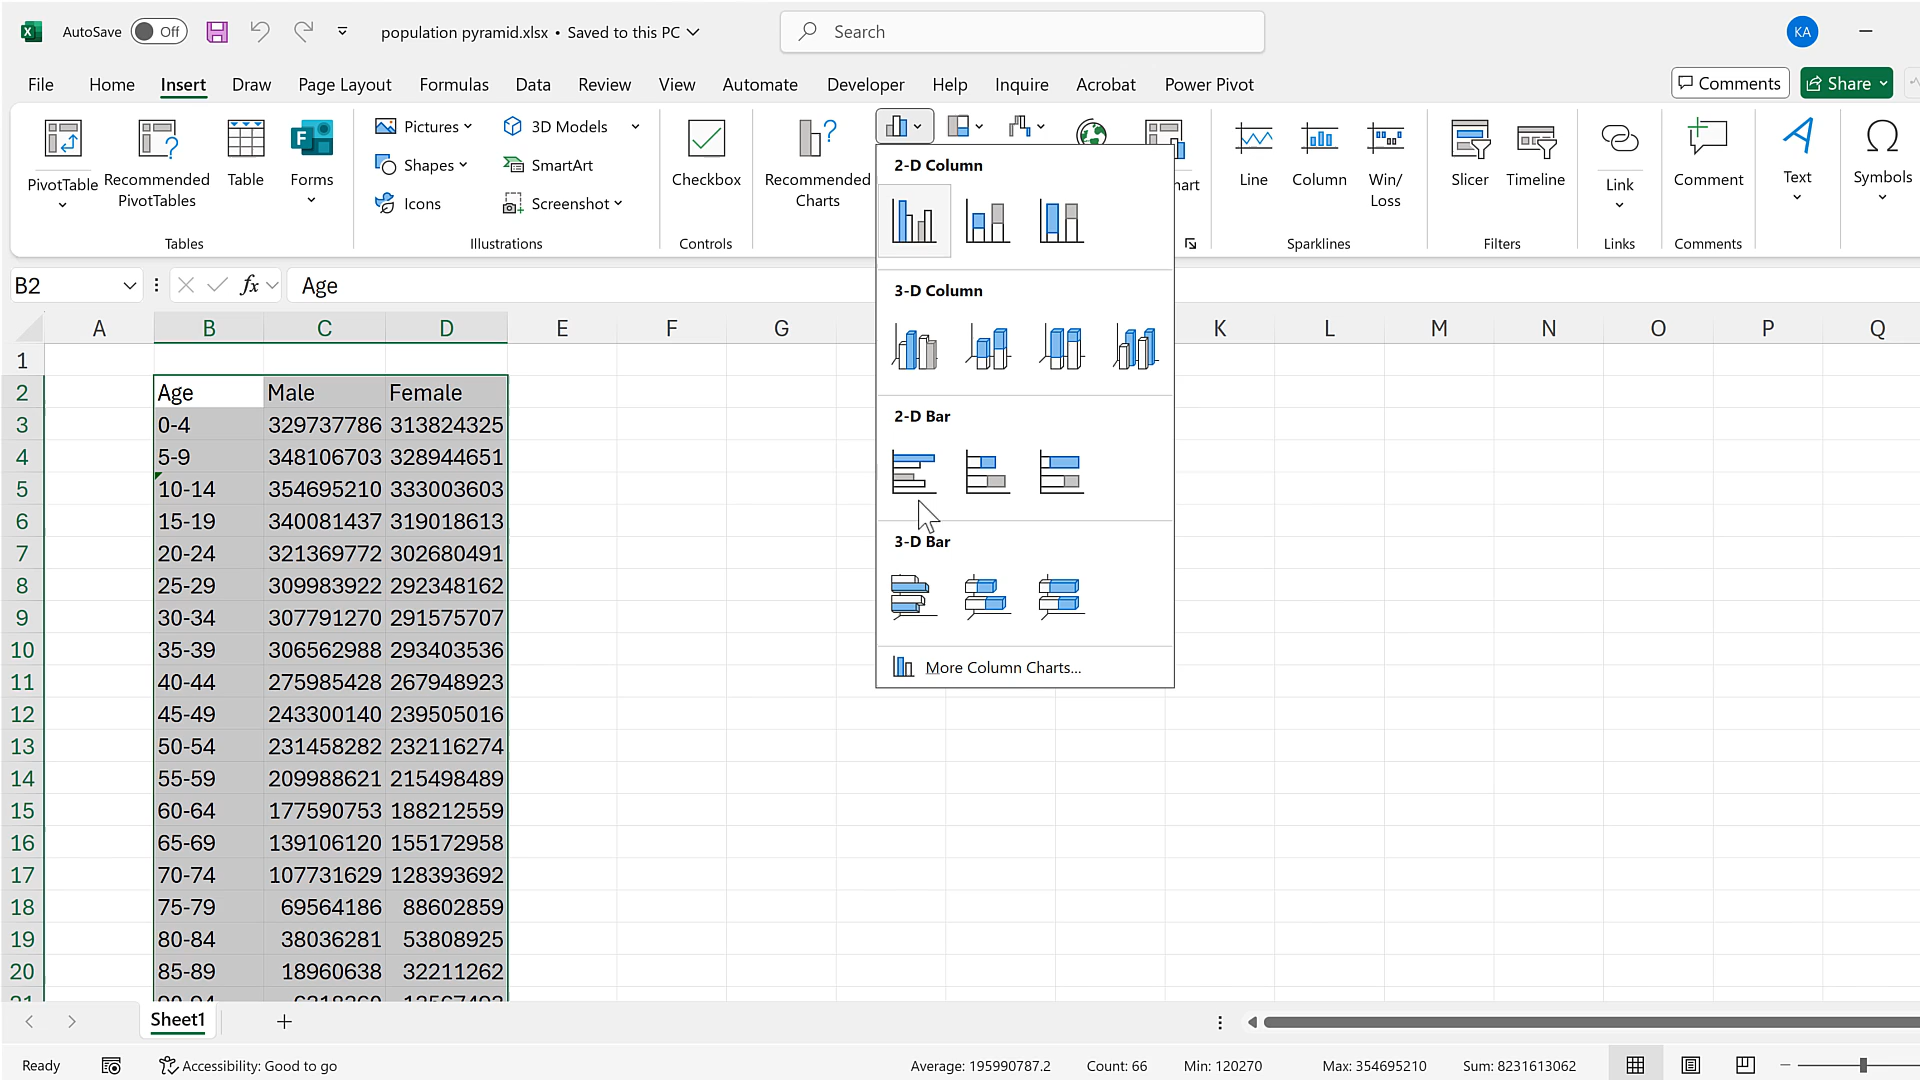 AutoSave Off population pyramid.xlsx • Saved to this PC Search KA
File Home Insert Draw Page Layout Formulas Data Review View Automate Developer Help Inquire Acrobat Power Pivot Comments Share
PivotTable
Recommended
PivotTables
Table
Forms
Tables
Pictures
Shapes
Icons
3D Models
SmartArt
Screenshot
Illustrations
Checkbox
Controls
Recommended
Charts
Line
Column
Win/
Loss
Sparklines
Slicer
Timeline
Filters
Link
Links
Comment
Comments
Text
Symbols
2-D Column
3-D Column
2-D Bar
3-D Bar
More Column Charts...
B2 fx Age
A B C D E F G K L M N O P Q
1
2 Age Male Female
3 0-4 329737786 313824325
4 5-9 348106703 328944651
5 10-14 354695210 333003603
6 15-19 340081437 319018613
7 20-24 321369772 302680491
8 25-29 309983922 292348162
9 30-34 307791270 291575707
10 35-39 306562988 293403536
11 40-44 275985428 267948923
12 45-49 243300140 239505016
13 50-54 231458282 232116274
14 55-59 209988621 215498489
15 60-64 177590753 188212559
16 65-69 139106120 155172958
17 70-74 107731629 128393692
18 75-79 69564186 88602859
19 80-84 38036281 53808925
20 85-89 18960638 32211262
Sheet1
Ready Accessibility: Good to go Average: 195990787.2 Count: 66 Min: 120270 Max: 354695210 Sum: 8231613062